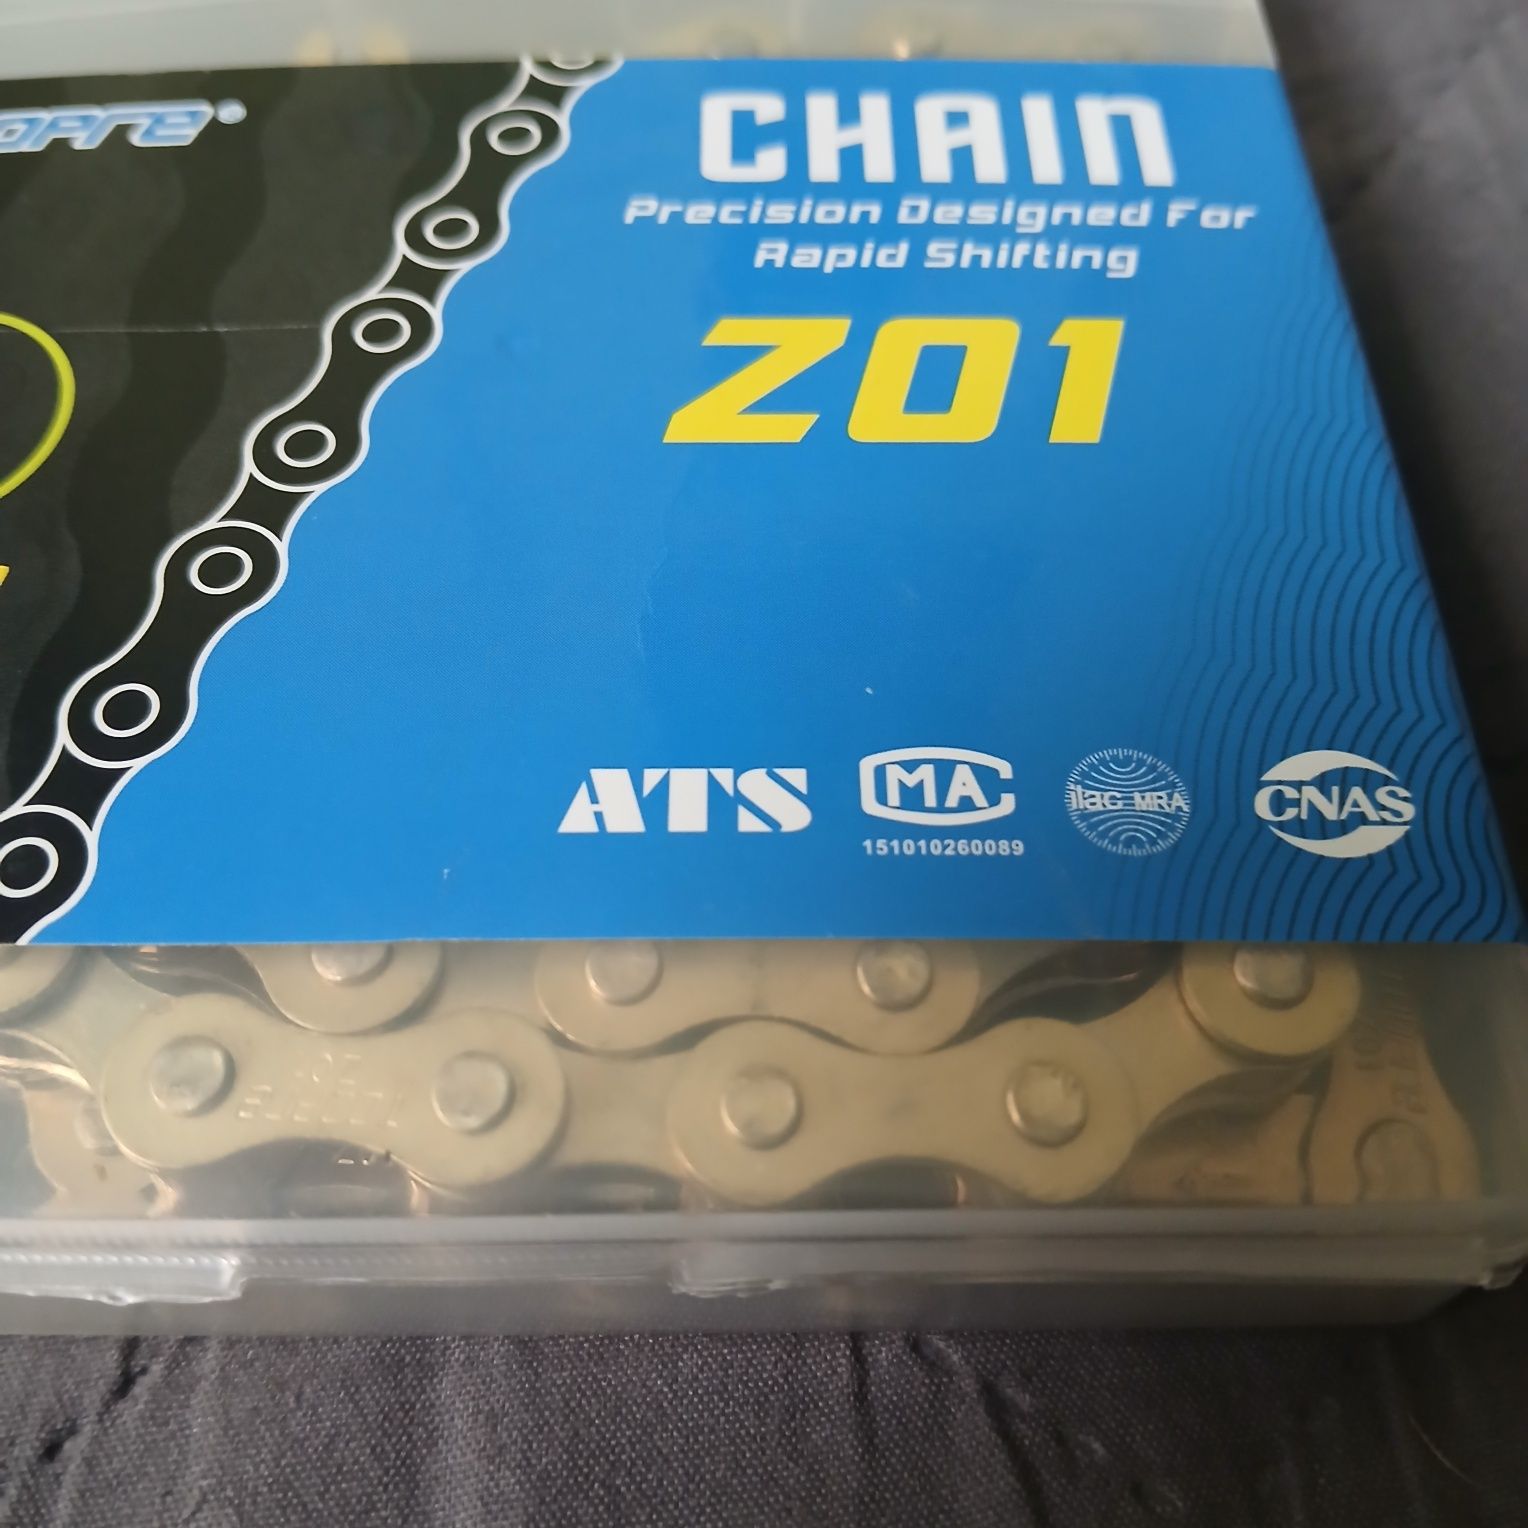 CHAIN
Precision Designed For
Rapid Shifting
Z01
ATS
MA
151010260089
ilac-MRA
CNAS